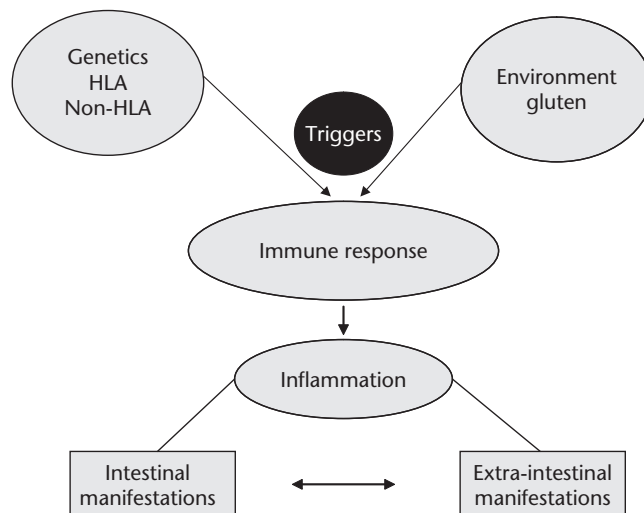 Genetics
HLA
Non-HLA
Environment
gluten
Triggers
Immune response
Inflammation
Intestinal
manifestations
Extra-intestinal
manifestations